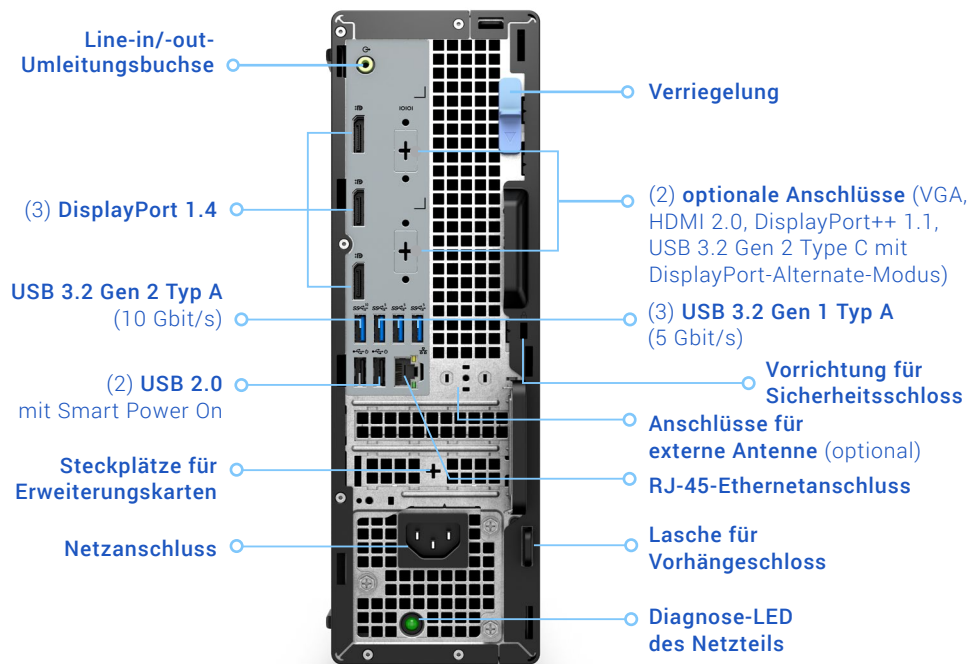 Line-in/-out-
Umleitungsbuchse
(3) DisplayPort 1.4
USB 3.2 Gen 2 Typ A
(10 Gbit/s)
(2) USB 2.0
mit Smart Power On
Steckplätze für
Erweiterungskarten
Netzanschluss
Verriegelung
(2) optionale Anschlüsse (VGA,
HDMI 2.0, DisplayPort++ 1.1,
USB 3.2 Gen 2 Type C mit
DisplayPort-Alternate-Modus)
(3) USB 3.2 Gen 1 Typ A
(5 Gbit/s)
Vorrichtung für
Sicherheitsschloss
Anschlüsse für
externe Antenne (optional)
RJ-45-Ethernetanschluss
Lasche für
Vorhängeschloss
Diagnose-LED
des Netzteils